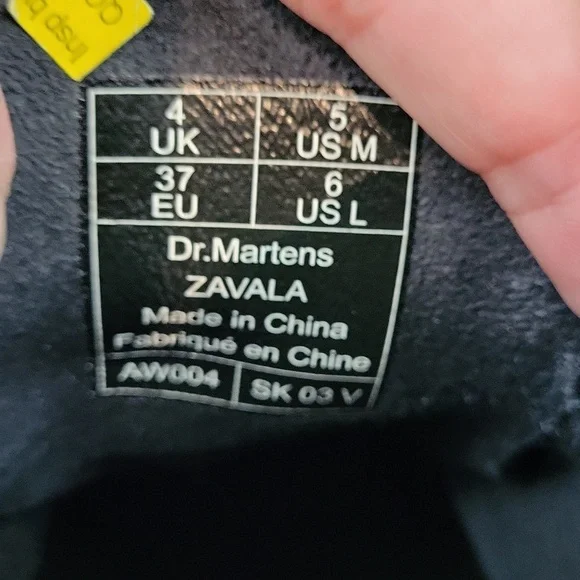 Insp b
4
UK
5
US M
37
EU
6
US L
Dr.Martens
ZAVALA
Made in China
Fabriqué en Chine
AW004
SK 03 V